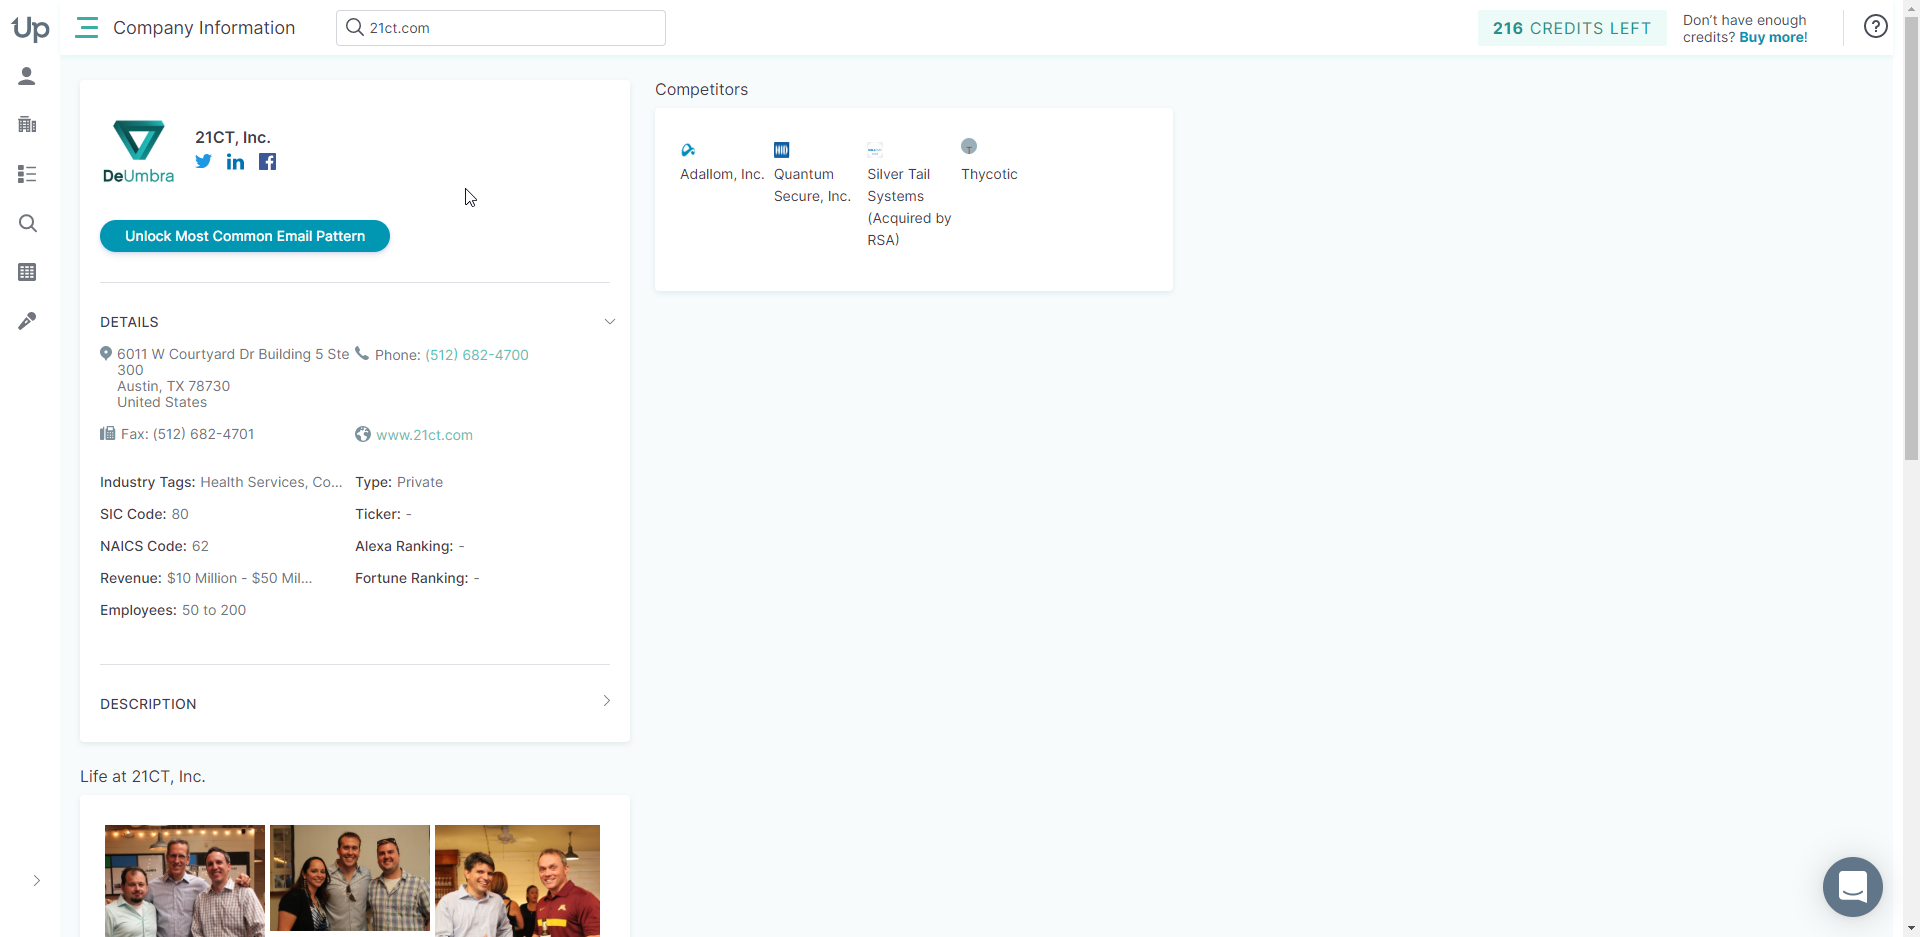 Up
Company Information
21ct.com
216 CREDITS LEFT
Don't have enough
credits? Buy more!
DeUmbra
21CT, Inc.
Unlock Most Common Email Pattern
DETAILS
6011 W Courtyard Dr Building 5 Ste
300
Austin, TX 78730
United States
Phone: (512) 682-4700
Fax: (512) 682-4701
www.21ct.com
Industry Tags: Health Services, Co...
Type: Private
SIC Code: 80
Ticker: -
NAICS Code: 62
Alexa Ranking: -
Revenue: $10 Million - $50 Mil...
Fortune Ranking: -
Employees: 50 to 200
DESCRIPTION
Life at 21CT, Inc.
Competitors
Adallom, Inc.
HID
Quantum
Secure, Inc.
Silver Tail
Systems
(Acquired by
RSA)
T
Thycotic